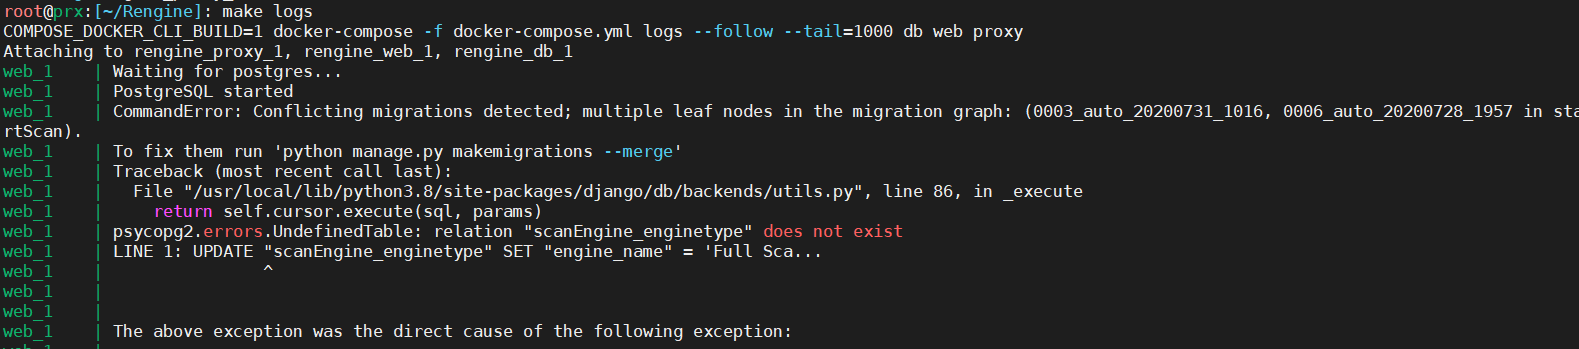 root@prx:[~/Rengine]: make logs
COMPOSE_DOCKER_CLI_BUILD=1 docker-compose -f docker-compose.yml logs --follow --tail=1000 db web proxy
Attaching to rengine_proxy_1, rengine_web_1, rengine_db_1
web_1    | Waiting for postgres...
web_1    | PostgreSQL started
web_1    | CommandError: Conflicting migrations detected; multiple leaf nodes in the migration graph: (0003_auto_20200731_1016, 0006_auto_20200728_1957 in sta
rtScan).
web_1    | To fix them run 'python manage.py makemigrations --merge'
web_1    | Traceback (most recent call last):
web_1    |   File "/usr/local/lib/python3.8/site-packages/django/db/backends/utils.py", line 86, in _execute
web_1    |     return self.cursor.execute(sql, params)
web_1    | psycopg2.errors.UndefinedTable: relation "scanEngine_enginetype" does not exist
web_1    | LINE 1: UPDATE "scanEngine_enginetype" SET "engine_name" = 'Full Sca...
web_1    |                ^
web_1    |
web_1    |
web_1    | The above exception was the direct cause of the following exception: